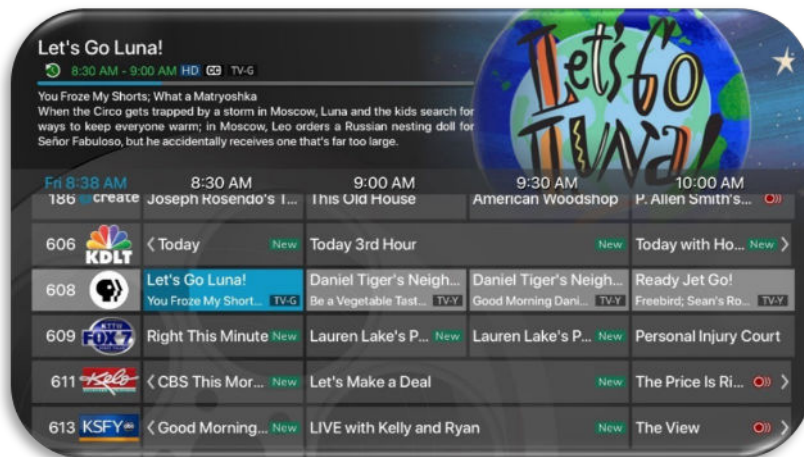 Let's Go Luna!
8:30 AM - 9:00 AM HD CC TV-G
You Froze My Shorts; What a Matryoshka
When the Circo gets trapped by a storm in Moscow, Luna and the kids search for
ways to keep everyone warm; in Moscow, Leo orders a Russian nesting doll for
Señor Fabuloso, but he accidentally receives one that's far too large.
Let's Go Luna!
Fri 8:38 AM 8:30 AM 9:00 AM 9:30 AM 10:00 AM
186 create Joseph Rosendo's T... This Old House American Woodshop P. Allen Smith's...
606 KDLT Today New Today 3rd Hour New Today with Ho... New
608 Let's Go Luna! Daniel Tiger's Neigh... Daniel Tiger's Neigh... Ready Jet Go!
You Froze My Short... TV-G Be a Vegetable Tast... TV-Y Good Morning Dani... TV-Y Freebird; Sean's Ro... TV-Y
609 FOX 7 Right This Minute New Lauren Lake's P... New Lauren Lake's P... New Personal Injury Court
611 Kelo CBS This Mor... New Let's Make a Deal New The Price Is Ri...
613 KSFY Good Morning... New LIVE with Kelly and Ryan New The View